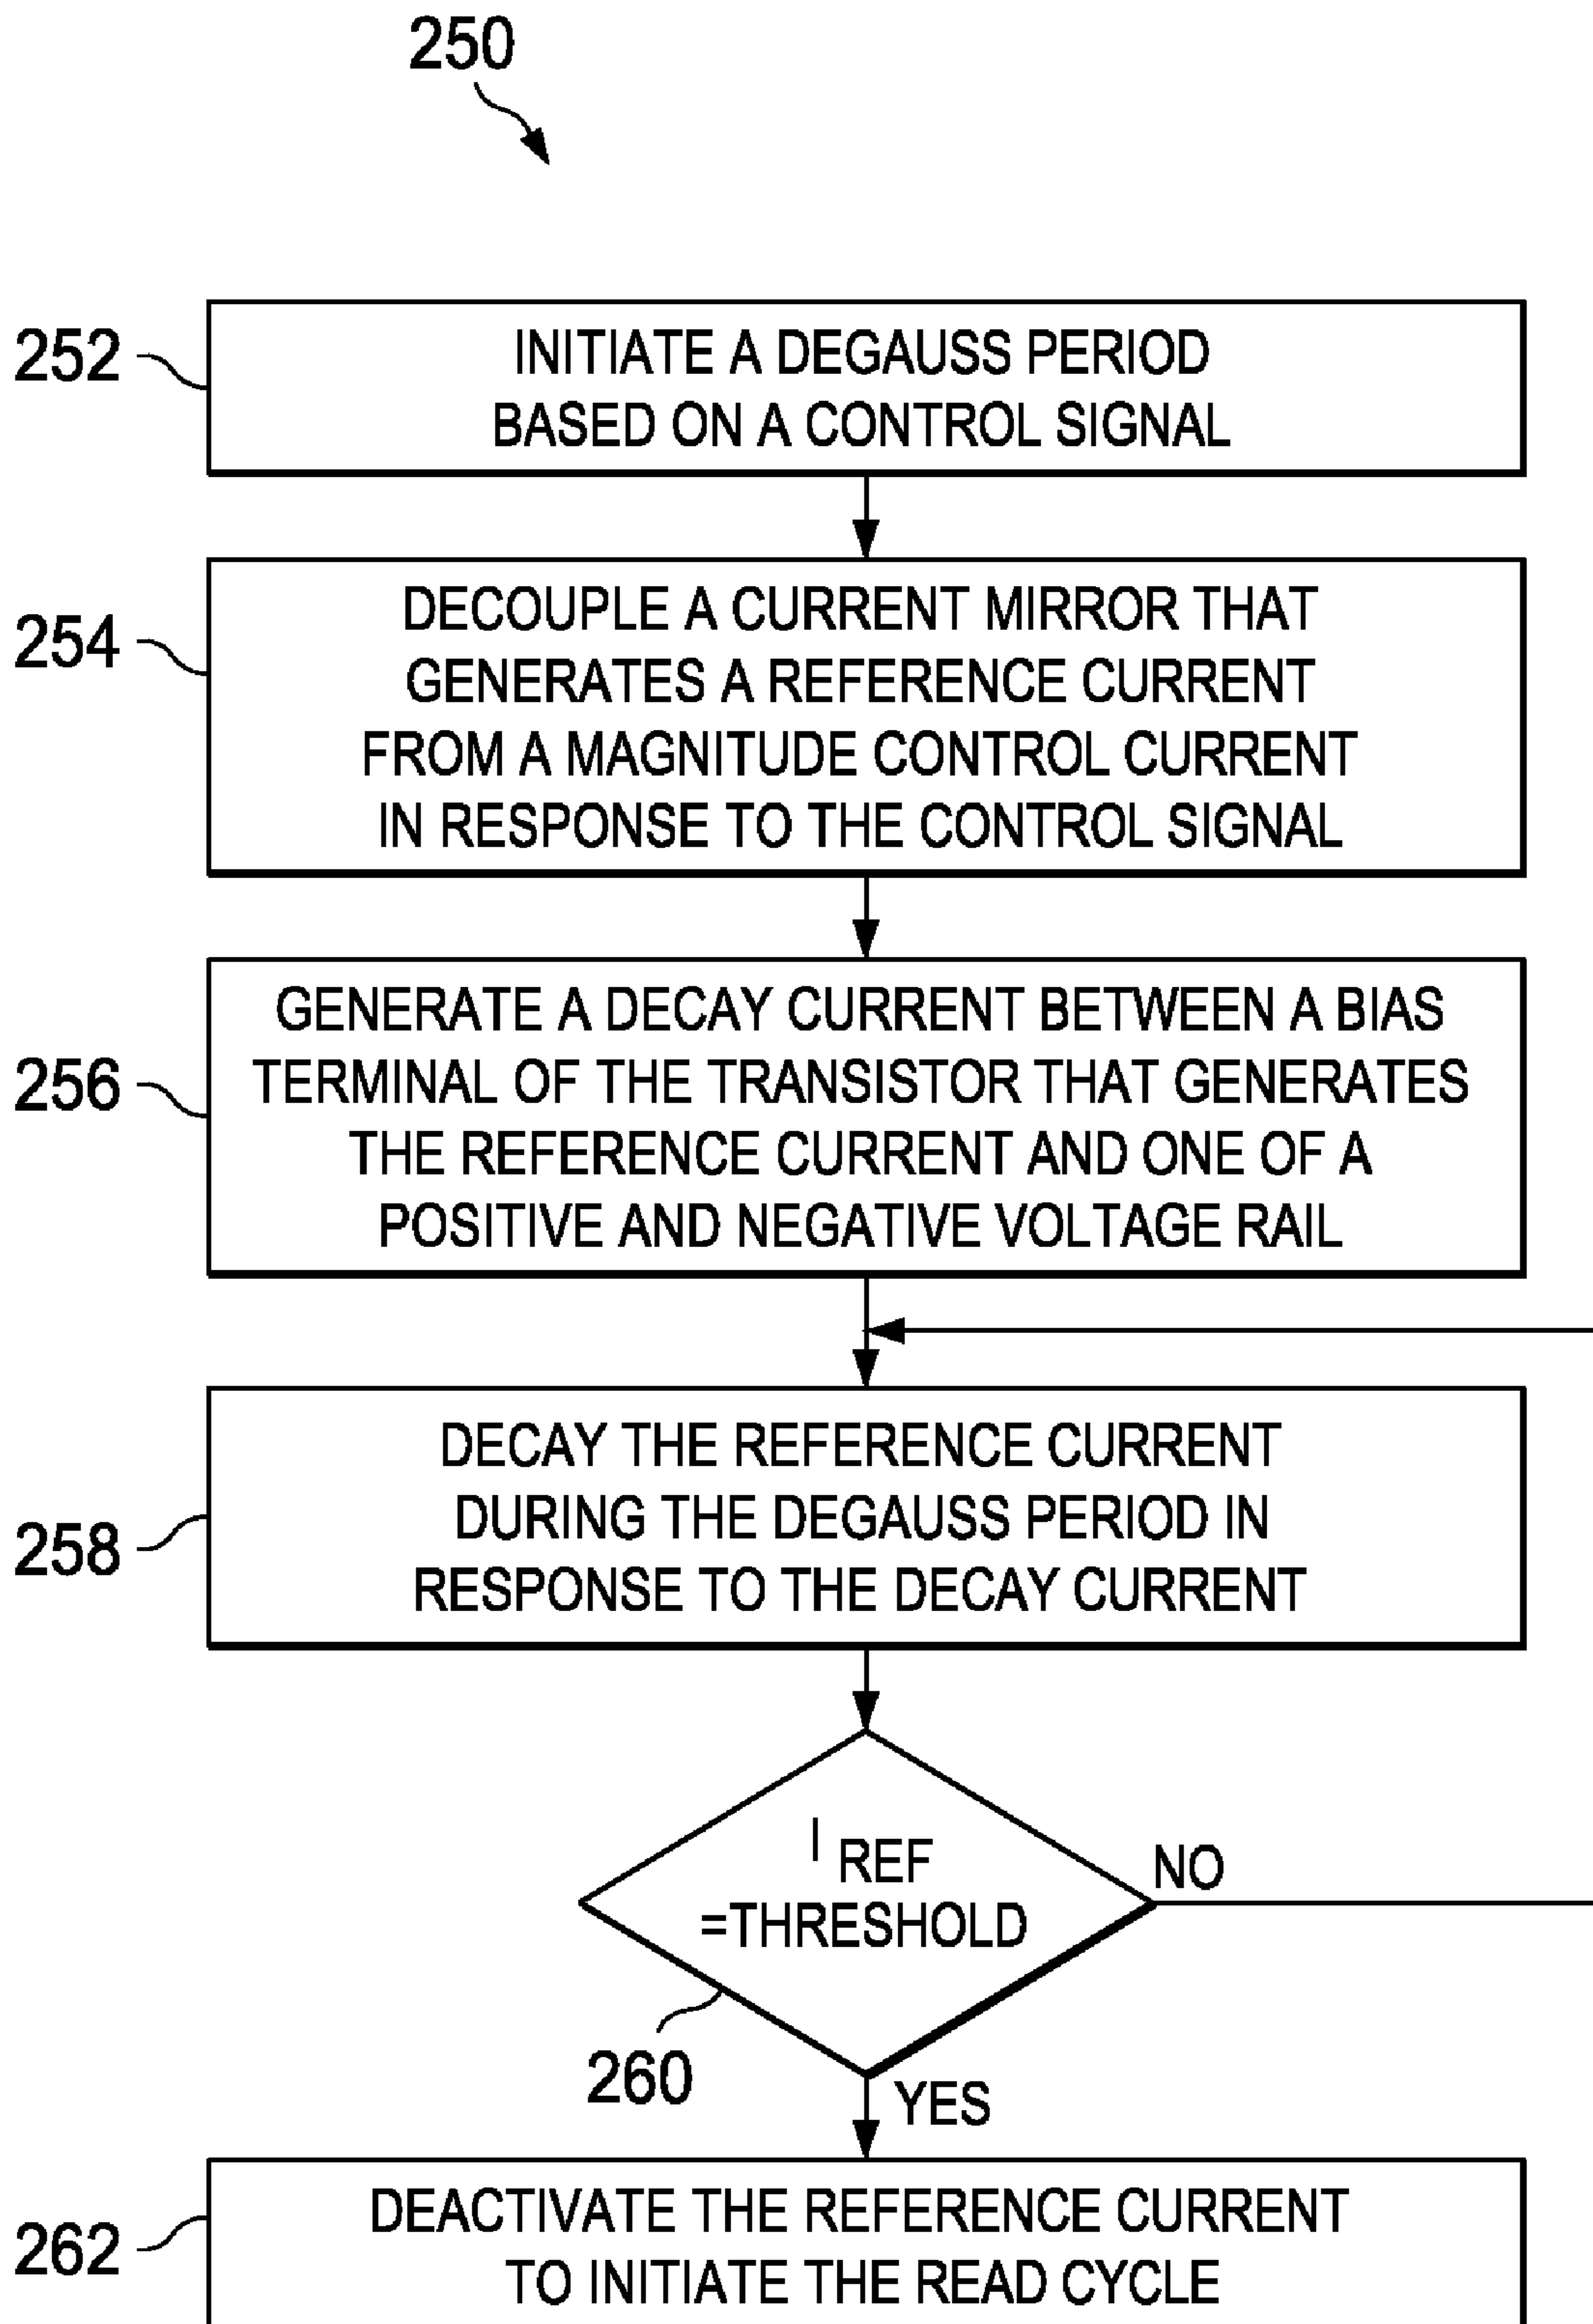 250
252
INITIATE A DEGAUSS PERIOD
BASED ON A CONTROL SIGNAL
254
DECOUPLE A CURRENT MIRROR THAT
GENERATES A REFERENCE CURRENT
FROM A MAGNITUDE CONTROL CURRENT
IN RESPONSE TO THE CONTROL SIGNAL
256
GENERATE A DECAY CURRENT BETWEEN A BIAS
TERMINAL OF THE TRANSISTOR THAT GENERATES
THE REFERENCE CURRENT AND ONE OF A
POSITIVE AND NEGATIVE VOLTAGE RAIL
258
DECAY THE REFERENCE CURRENT
DURING THE DEGAUSS PERIOD IN
RESPONSE TO THE DECAY CURRENT
I REF
=THRESHOLD
NO
260
YES
262
DEACTIVATE THE REFERENCE CURRENT
TO INITIATE THE READ CYCLE